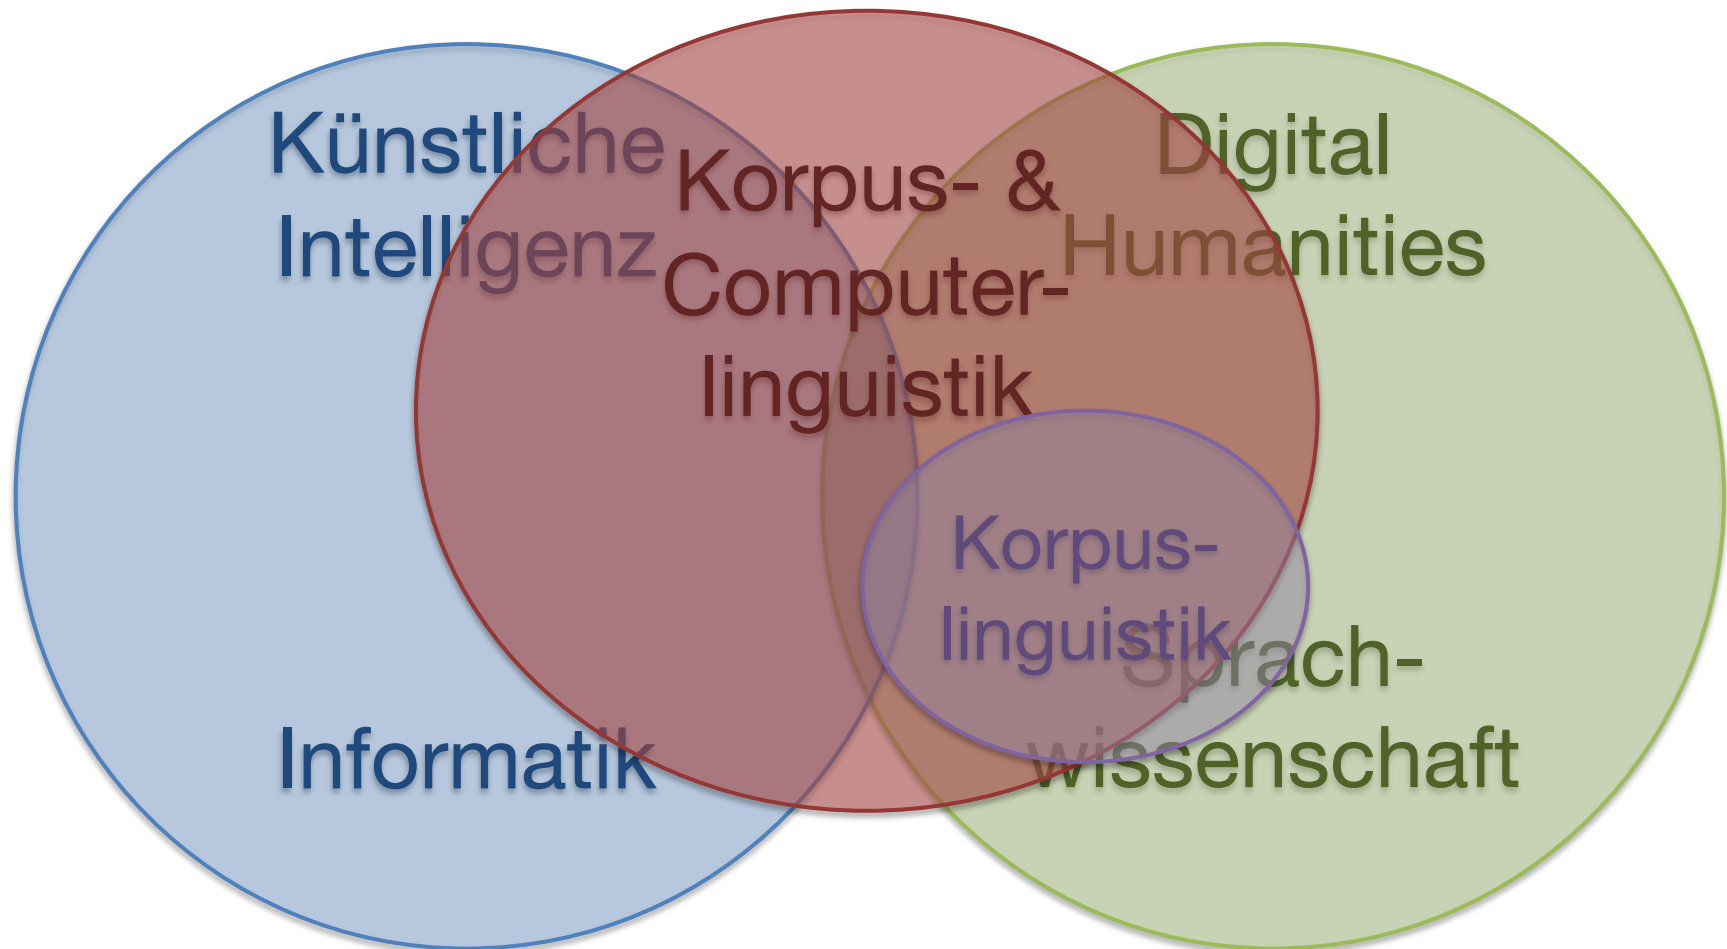 Künstliche
Intelligenz
Informatik
Korpus- &
Computer-
linguistik
Digital
Humanities
Korpus-
linguistik
Sprach-
wissenschaft